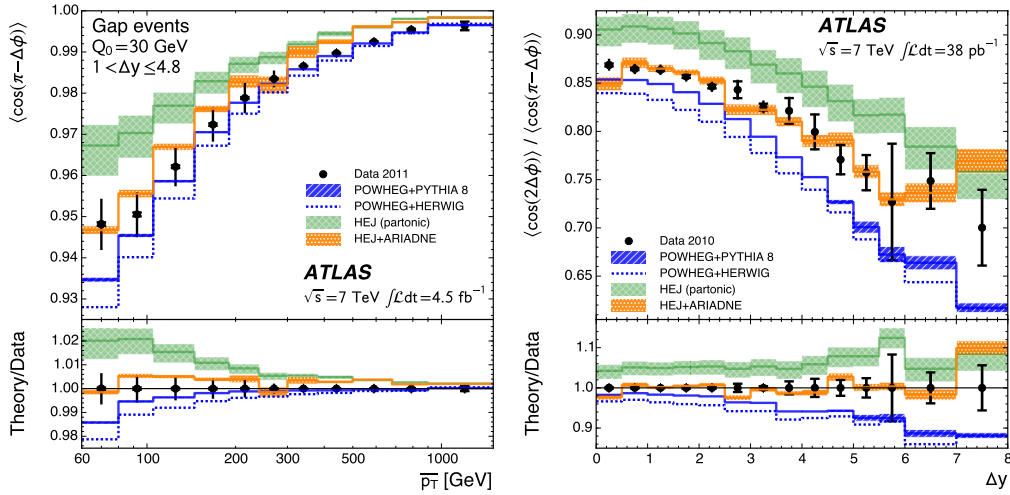 ⟨cos(π−Δϕ)⟩
1.00
0.99
0.98
0.97
0.96
0.95
0.94
0.93
Gap events
Q₀=30 GeV
1<Δy≤4.8
Data 2011
POWHEG+PYTHIA 8
POWHEG+HERWIG
HEJ (partonic)
HEJ+ARIADNE
ATLAS
√s=7 TeV ∫ℒdt=4.5 fb⁻¹
Theory/Data
1.02
1.01
1.00
0.99
0.98
60
100
200
300
400
500
1000
p̅T̅ [GeV]
⟨cos(2Δϕ)⟩ / ⟨cos(π−Δϕ)⟩
0.90
0.85
0.80
0.75
0.70
0.65
ATLAS
√s=7 TeV ∫ℒdt=38 pb⁻¹
Data 2010
POWHEG+PYTHIA 8
POWHEG+HERWIG
HEJ (partonic)
HEJ+ARIADNE
Theory/Data
1.1
1.0
0.9
0 1 2 3 4 5 6 7 8
Δy